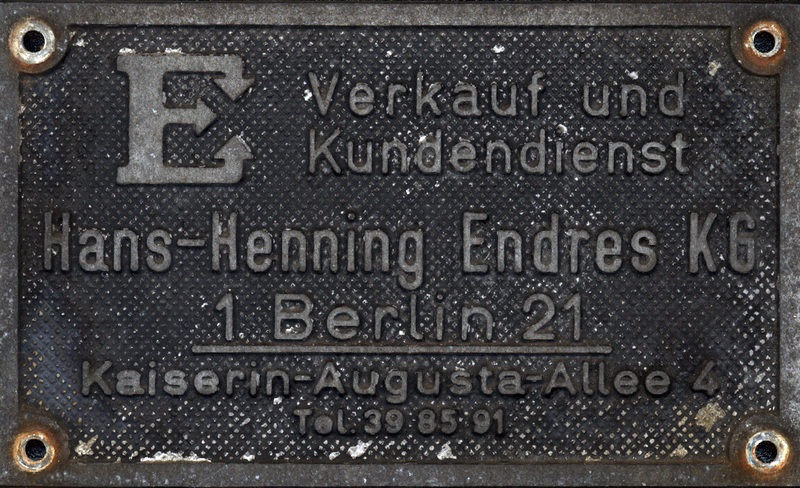 E
Verkauf und
Kundendienst
Hans-Henning Endres KG
1 Berlin 21
Kaiserin-Augusta-Allee 4
Tel. 39 85 91